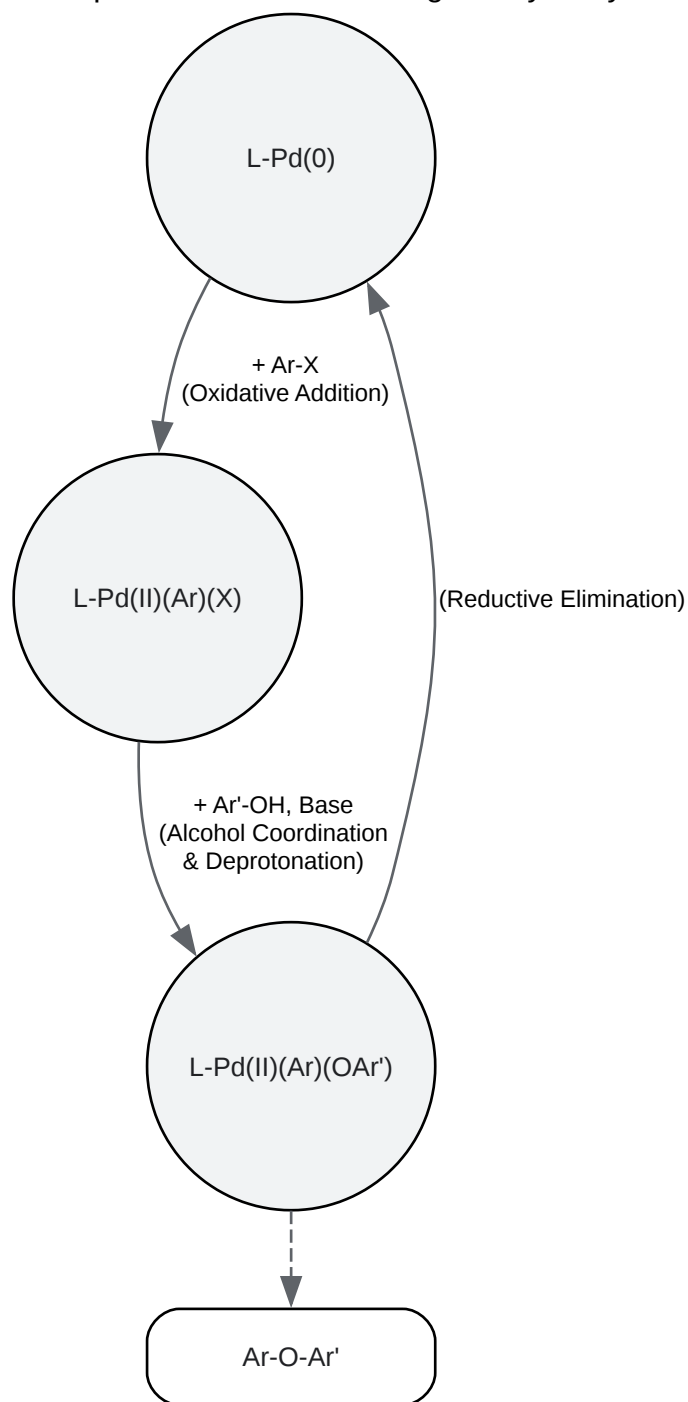 L-Pd(0)
+ Ar-X
(Oxidative Addition)
L-Pd(II)(Ar)(X)
(Reductive Elimination)
+ Ar'-OH, Base
(Alcohol Coordination
& Deprotonation)
L-Pd(II)(Ar)(OAr')
Ar-O-Ar'